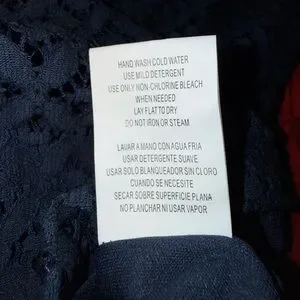 HAND WASH COLD WATER
USE MILD DETERGENT
USE ONLY NON-CHLORINE BLEACH
WHEN NEEDED
LAY FLAT TO DRY
DO NOT IRON OR STEAM.
LAVAR A MANO CON AGUA FRIA
USAR DETERGENTE SUAVE.
USAR SOLO BLANQUEADOR SIN CLORO
CUANDO SE NECESITE
SECAR SOBRE SUPERFICIE PLANA
NO PLANCHAR NI USAR VAPOR